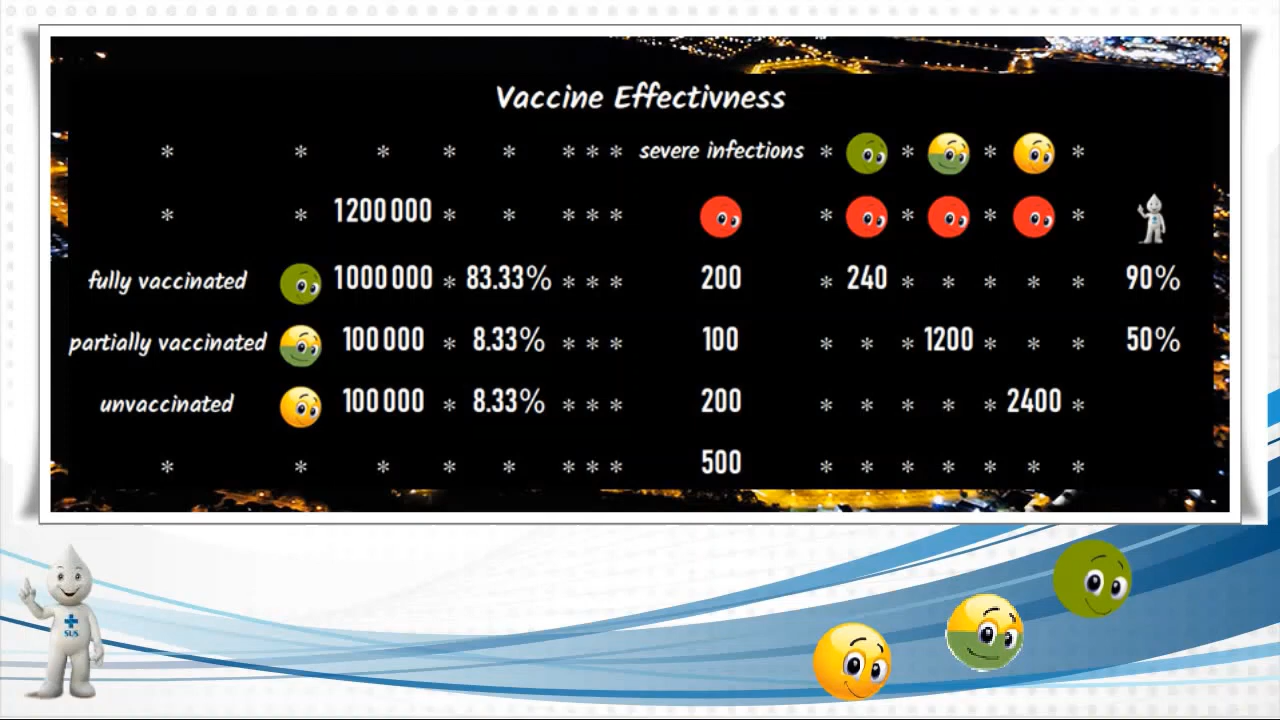 Vaccine Effectivness
* * * * * * * * severe infections * * * *
* * 1200 000 * * * * * * * * *
fully vaccinated 1000 000 * 83.33% * * * 200 * 240 * * * * * 90%
partially vaccinated 100 000 * 8.33% * * * 100 * * * 1200 * * * 50%
unvaccinated 100 000 * 8.33% * * * 200 * * * * * 2400 *
* * * * * * * * 500 * * * * * * *
SUS